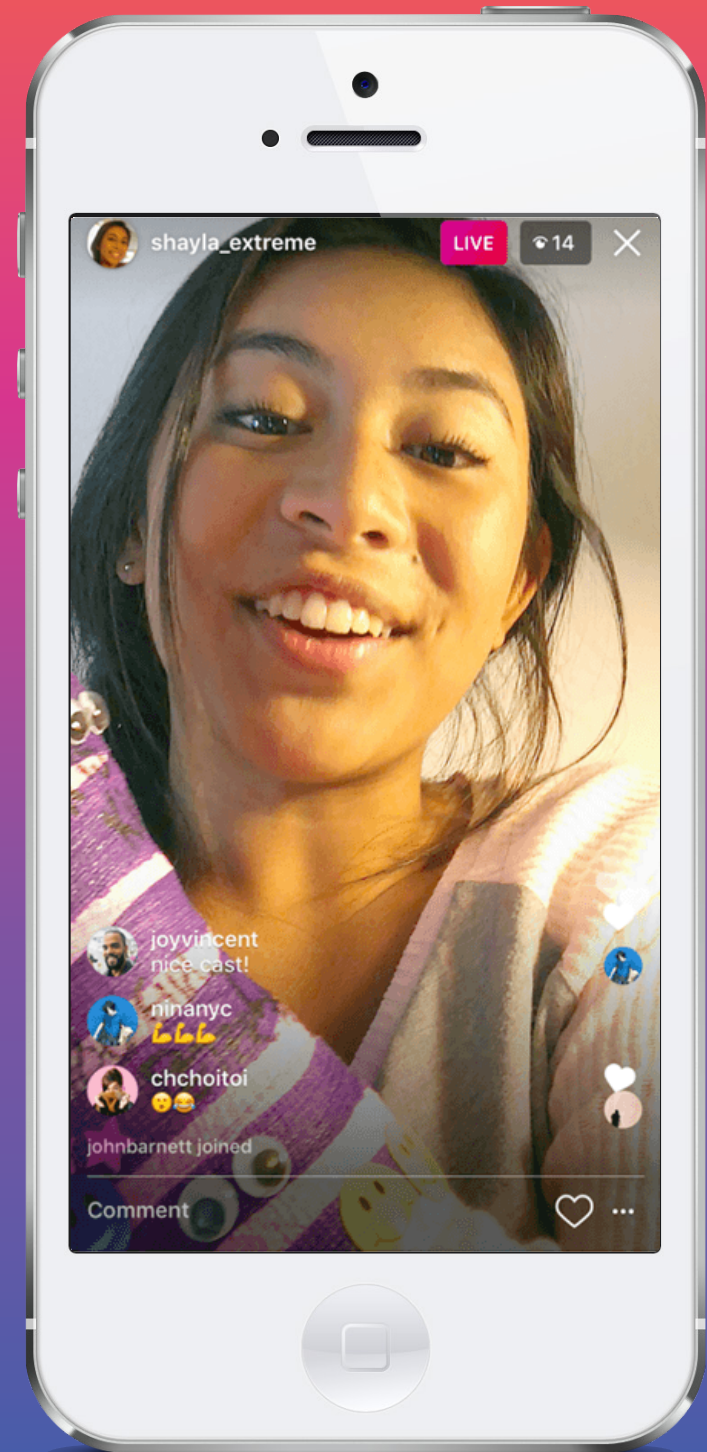 shayla_extreme LIVE 14
joyvincent
nice cast!
ninanyc
💪💪💪
chchoitoi
😮😂
johnbarnett joined
Comment